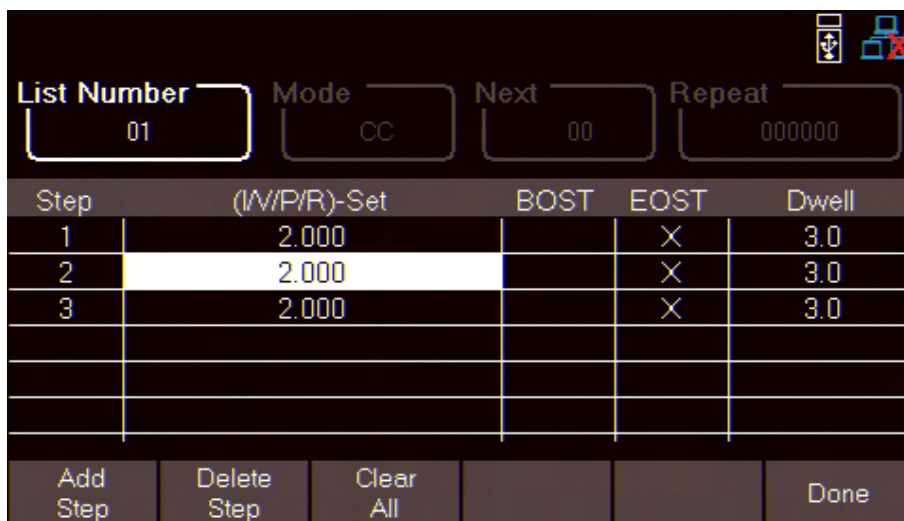 List Number Mode Next Repeat
01 CC 00 000000
Step (I/V/P/R)-Set BOST EOST Dwell
1 2.000 X 3.0
2 2.000 X 3.0
3 2.000 X 3.0
Add Step Delete Step Clear All Done